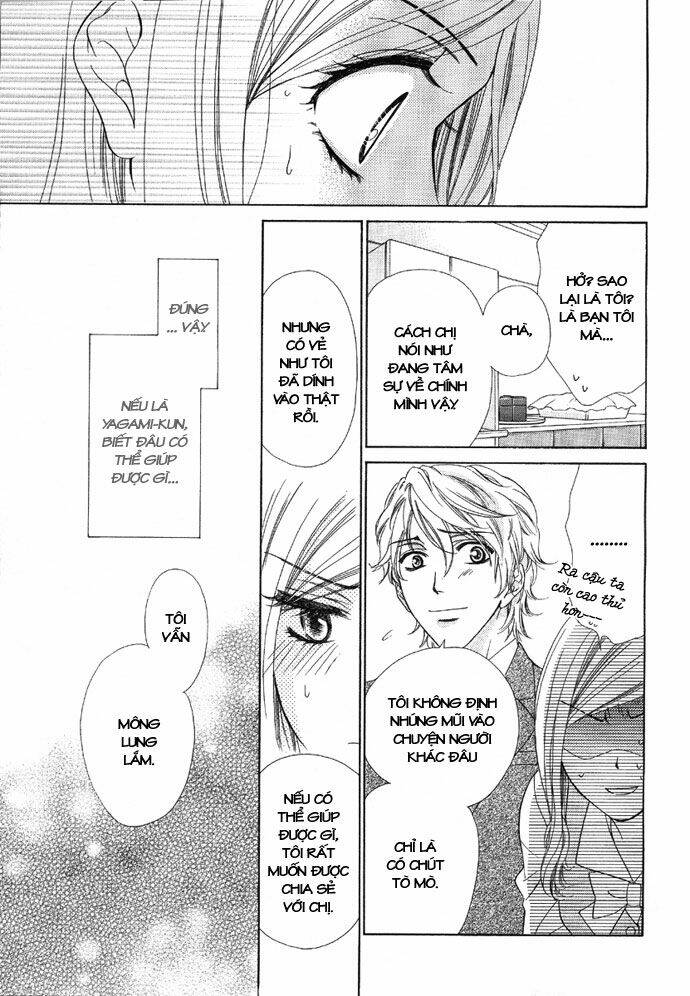 HỞ? SAO
LẠI LÀ TÔI?
LÀ BẠN TÔI
MÀ...
CHÀ,
CÁCH CHỊ
NÓI NHƯ
ĐANG TÂM
SỰ VỀ CHÍNH
MÌNH VẬY.
.........
Ra cậu ta
còn cao thủ
hơn
TÔI KHÔNG ĐỊNH
NHÚNG MŨI VÀO
CHUYỆN NGƯỜI
KHÁC ĐÂU
CHỈ LÀ
CÓ CHÚT
TÒ MÒ.
NHƯNG
CÓ VẺ
NHƯ TÔI
ĐÃ DÍNH
VÀO THẬT
RỒI.
NẾU CÓ
THỂ GIÚP
ĐƯỢC GÌ,
TÔI RẤT
MUỐN ĐƯỢC
CHIA SẺ
VỚI CHỊ.
ĐÚNG
... VẬY.
NẾU LÀ
YAGAMI-KUN,
BIẾT ĐÂU CÓ
THỂ GIÚP
ĐƯỢC GÌ...
TÔI
VẪN
MÔNG
LUNG
LẮM.